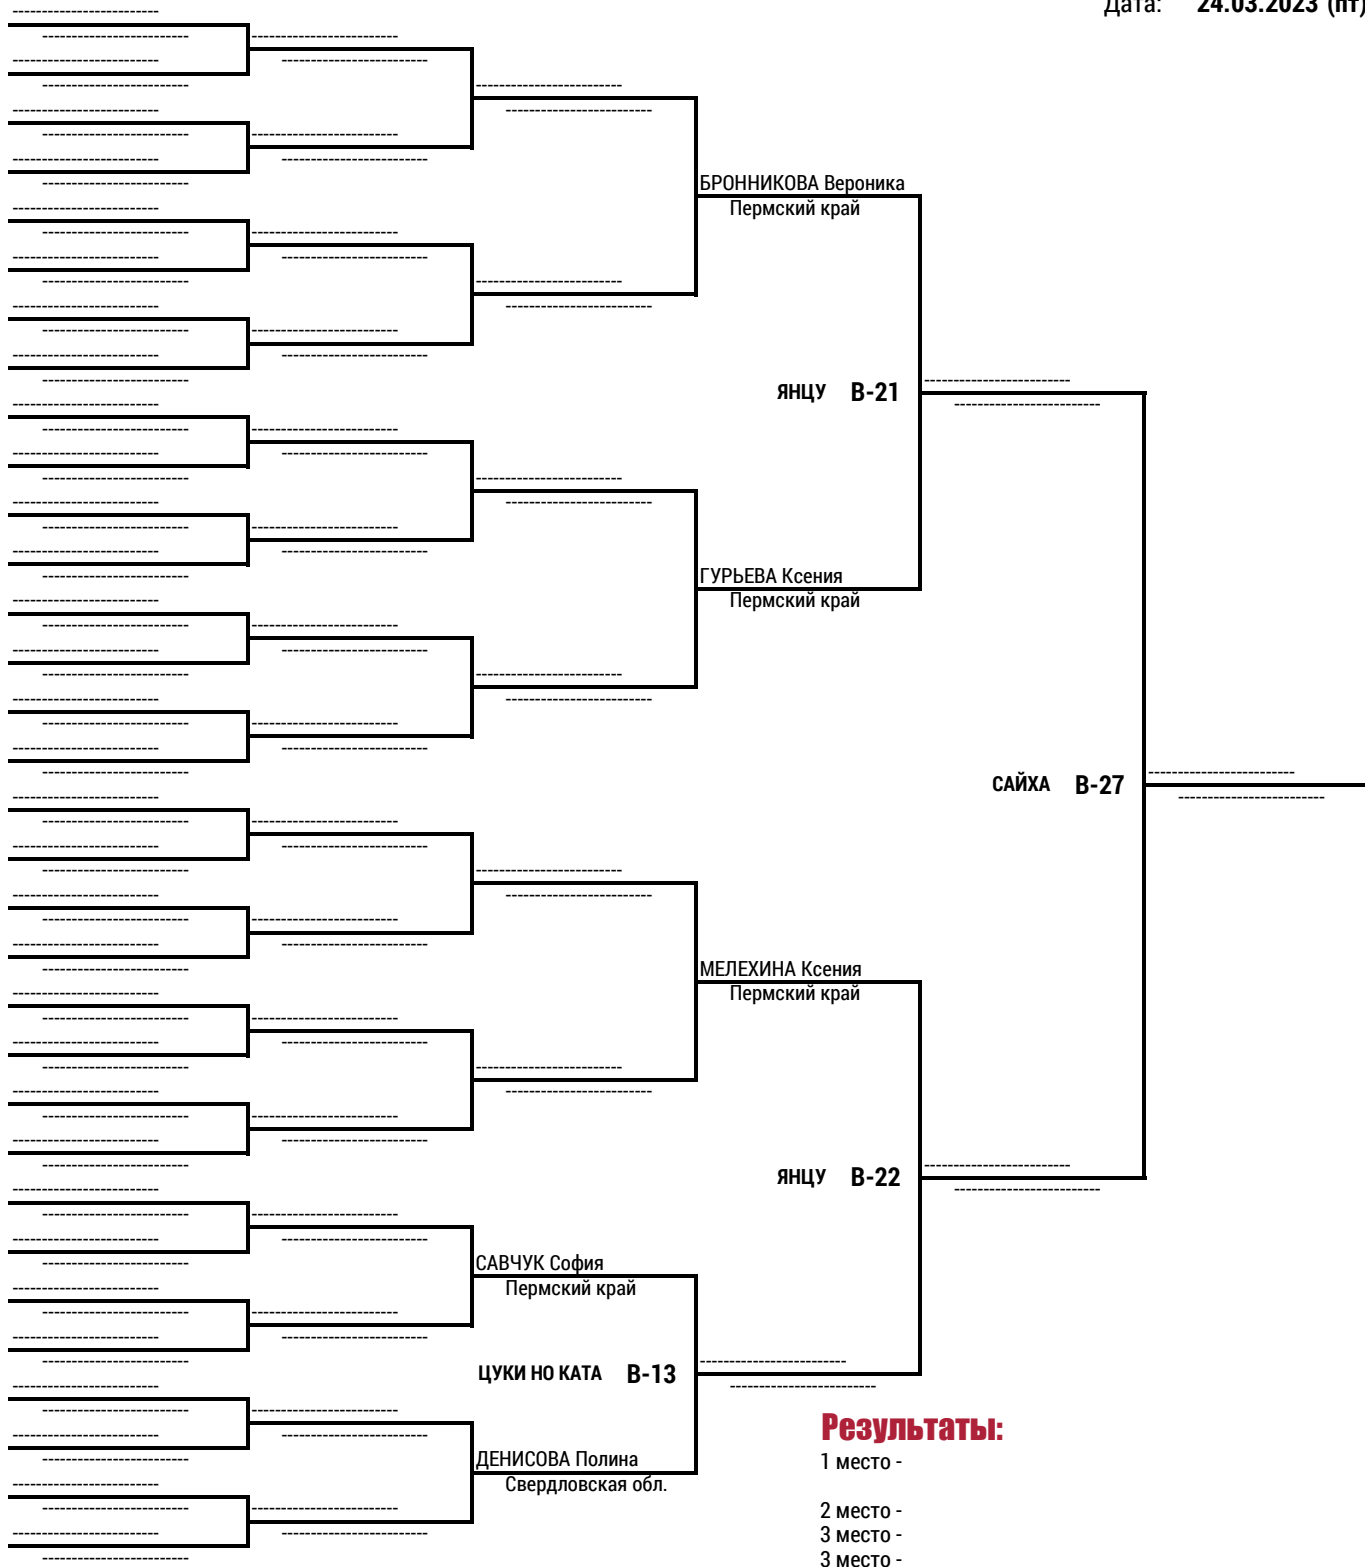 Дата: 24.03.2023 (пт)
БРОННИКОВА Вероника
Пермский край
ЯНЦУ B-21
ГУРЬЕВА Ксения
Пермский край
САЙХА B-27
МЕЛЕХИНА Ксения
Пермский край
ЯНЦУ B-22
САВЧУК София
Пермский край
ЦУКИ НО КАТА B-13
ДЕНИСОВА Полина
Свердловская обл.
Результаты:
1 место -
2 место -
3 место -
3 место -